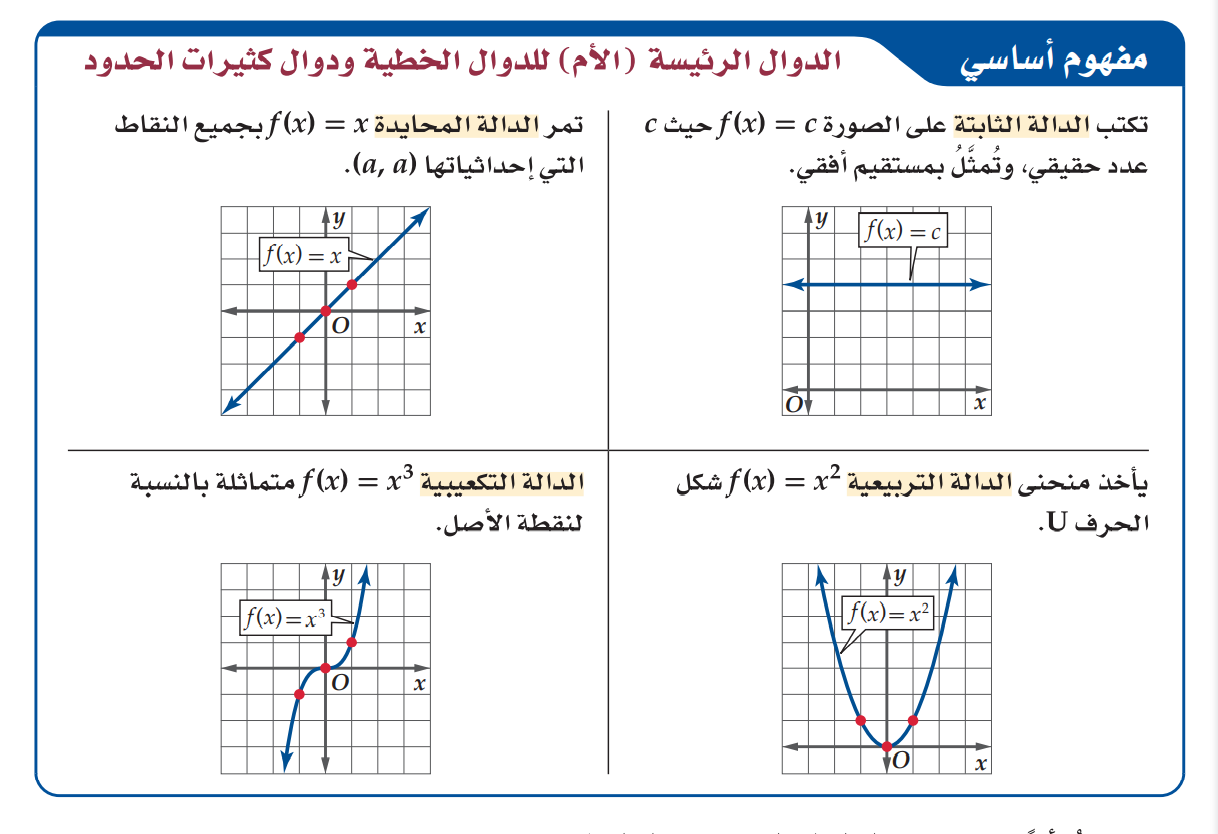 مفهوم أساسي
الدوال الرئيسة (الأم) للدوال الخطية ودوال كثيرات الحدود
تكتب الدالة الثابتة على الصورة f(x) = c حيث c
عدد حقيقي، وتُمثَّلُ بمستقيم أفقي.
y
f(x) = c
O
x
تمر الدالة المحايدة f(x) = x بجميع النقاط
التي إحداثياتها (a, a).
y
f(x) = x
O
x
يأخذ منحنى الدالة التربيعية f(x) = x² شكل
الحرف U.
y
f(x)=x²
O
x
الدالة التكعيبية f(x) = x³ متماثلة بالنسبة
لنقطة الأصل.
y
f(x)=x³
O
x